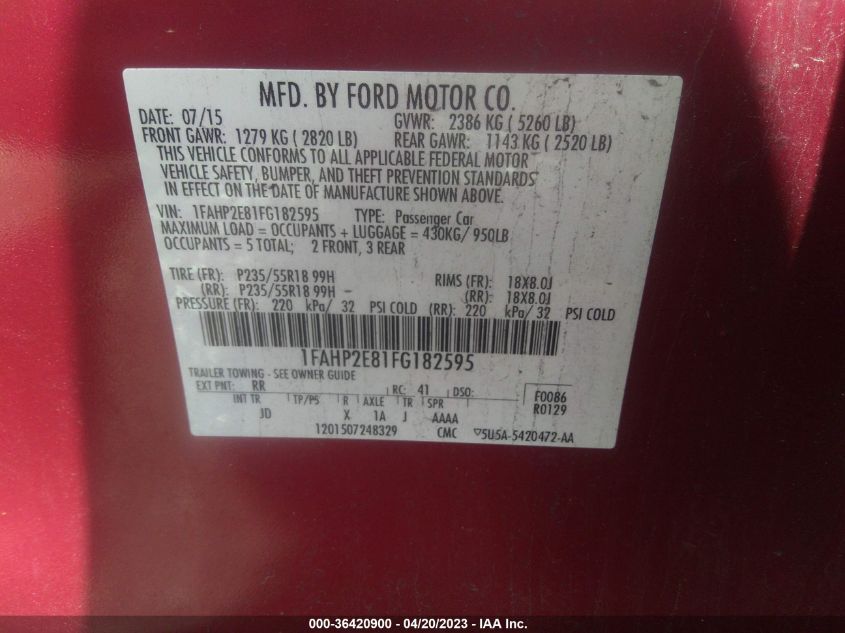 MFD. BY FORD MOTOR CO.
DATE: 07/15 GVWR: 2386 KG ( 5260 LB)
FRONT GAWR: 1279 KG ( 2820 LB) REAR GAWR: 1143 KG ( 2520 LB)
THIS VEHICLE CONFORMS TO ALL APPLICABLE FEDERAL MOTOR
VEHICLE SAFETY, BUMPER, AND THEFT PREVENTION STANDARDS
IN EFFECT ON THE DATE OF MANUFACTURE SHOWN ABOVE.
VIN: 1FAHP2E81FG182595 TYPE: Passenger Car
MAXIMUM LOAD = OCCUPANTS + LUGGAGE = 430KG/ 950LB
OCCUPANTS = 5 TOTAL; 2 FRONT, 3 REAR
TIRE (FR): P235/55R18 99H RIMS (FR): 18X8.0J
(RR): P235/55R18 99H (RR): 18X8.0J
PRESSURE (FR): 220 kPa/ 32 PSI COLD (RR): 220 kPa/ 32 PSI COLD
1FAHP2E81FG182595
TRAILER TOWING - SEE OWNER GUIDE
EXT PNT: RR RC: 41 DSO: F0086
INT TR TP/PS R AXLE TR SPR R0129
JD X 1A J AAAA
1201507248329 CMC ▽5U5A-5420472-AA
000-36420900 - 04/20/2023 - IAA Inc.